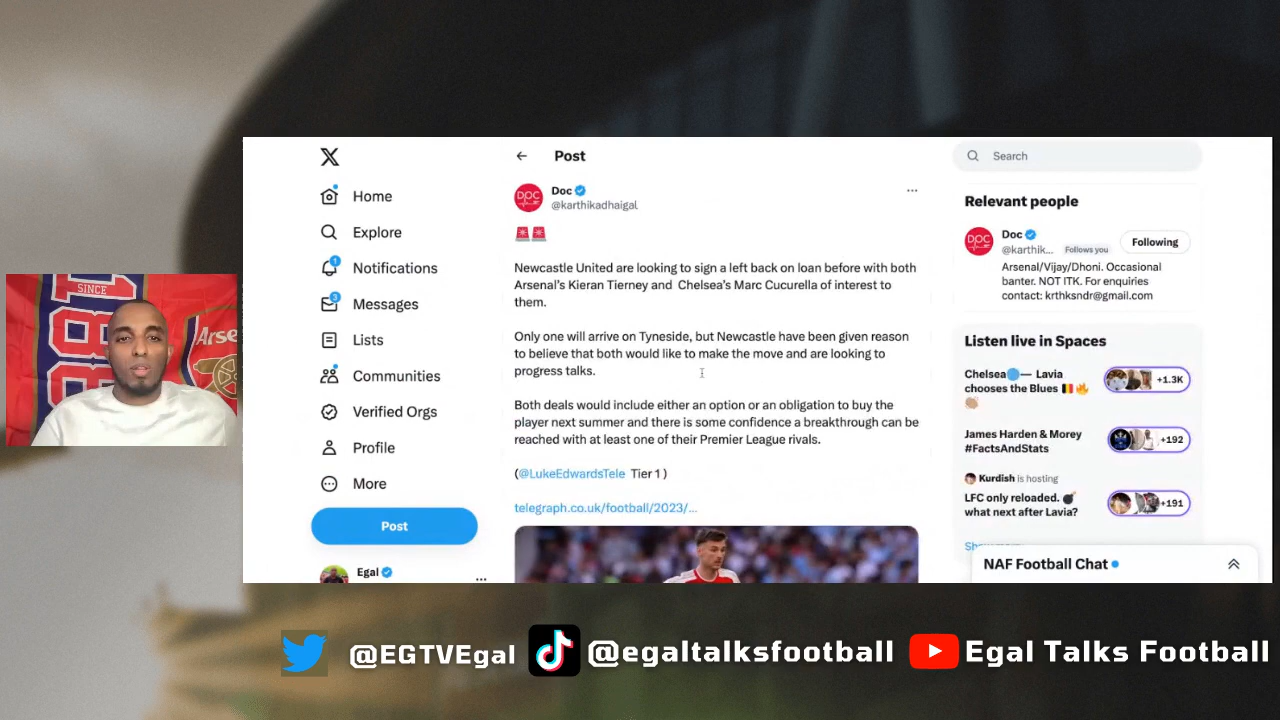 SINCE
1886
Arse
Home
Explore
1
Notifications
3
Messages
Lists
Communities
Verified Orgs
Profile
More
Post
Egal
Post
DOC
Doc
@karthikadhaigal
Newcastle United are looking to sign a left back on loan before with both
Arsenal's Kieran Tierney and Chelsea's Marc Cucurella of interest to
them.
Only one will arrive on Tyneside, but Newcastle have been given reason
to believe that both would like to make the move and are looking to
progress talks.
Both deals would include either an option or an obligation to buy the
player next summer and there is some confidence a breakthrough can be
reached with at least one of their Premier League rivals.
(@LukeEdwardsTele Tier 1 )
telegraph.co.uk/football/2023/...
Search
Relevant people
DOC
Doc
@karthik... Follows you
Following
Arsenal/Vijay/Dhoni. Occasional
banter. NOT ITK. For enquiries
contact: krthksndr@gmail.com
Listen live in Spaces
Chelsea🔵— Lavia
chooses the Blues 🇧🇪🔥
👏🏼
+1.3K
James Harden & Morey
#FactsAndStats
+192
Kurdish is hosting
LFC only reloaded. 💣
what next after Lavia?
+191
NAF Football Chat
@EGTVEgal
@egaltalksfootball
Egal Talks Football